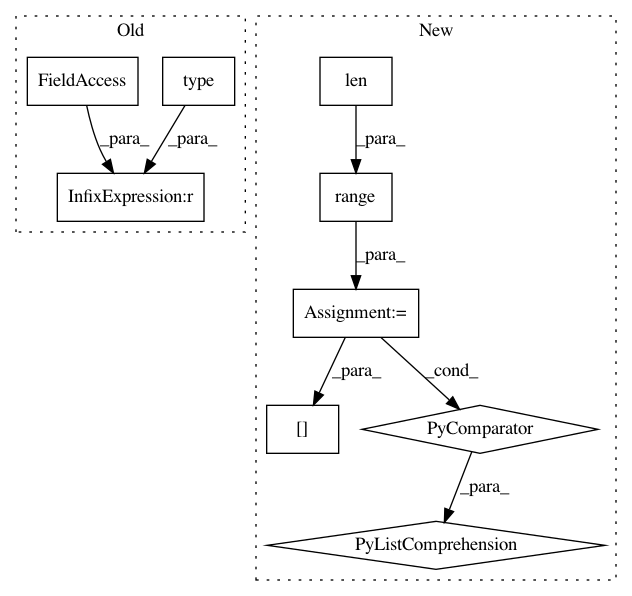 Old
New
FieldAccess
type
len
_para_
_para_
_para_
InfixExpression:r
range
_para_
Assignment:=
_para_
_cond_
[]
PyComparator
_para_
PyListComprehension